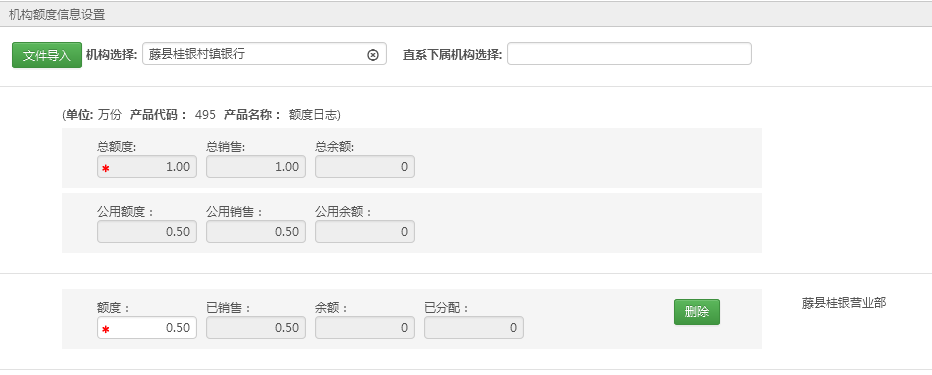 机构额度信息设置
文件导入 机构选择: 藤县桂银村镇银行 直系下属机构选择:
(单位: 万份 产品代码： 495 产品名称： 额度日志)
总额度: 总销售: 总余额:
* 1.00 1.00 0
公用额度： 公用销售： 公用余额：
0.50 0.50 0
额度： 已销售： 余额： 已分配： 删除 藤县桂银营业部
* 0.50 0.50 0 0